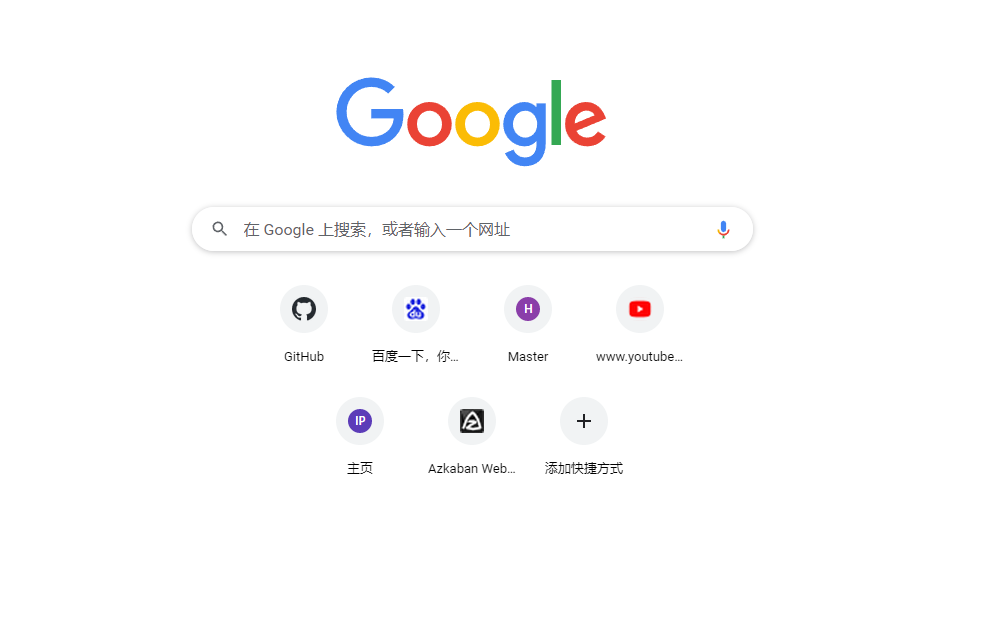 Google
在 Google 上搜索，或者输入一个网址
H
GitHub
百度一下，你...
Master
www.youtube...
IP
主页
Azkaban Web...
添加快捷方式